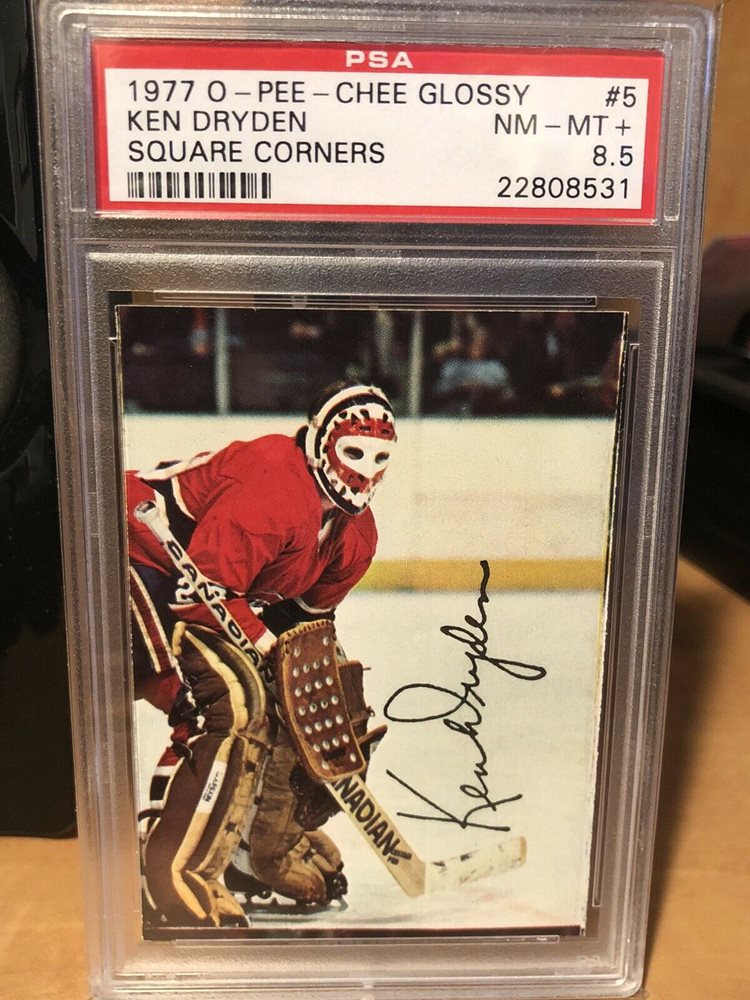 PSA
1977 O-PEE-CHEE GLOSSY #5
KEN DRYDEN NM-MT+
SQUARE CORNERS 8.5
22808531
CANADIAN
CANADIAN
Ken Dryden